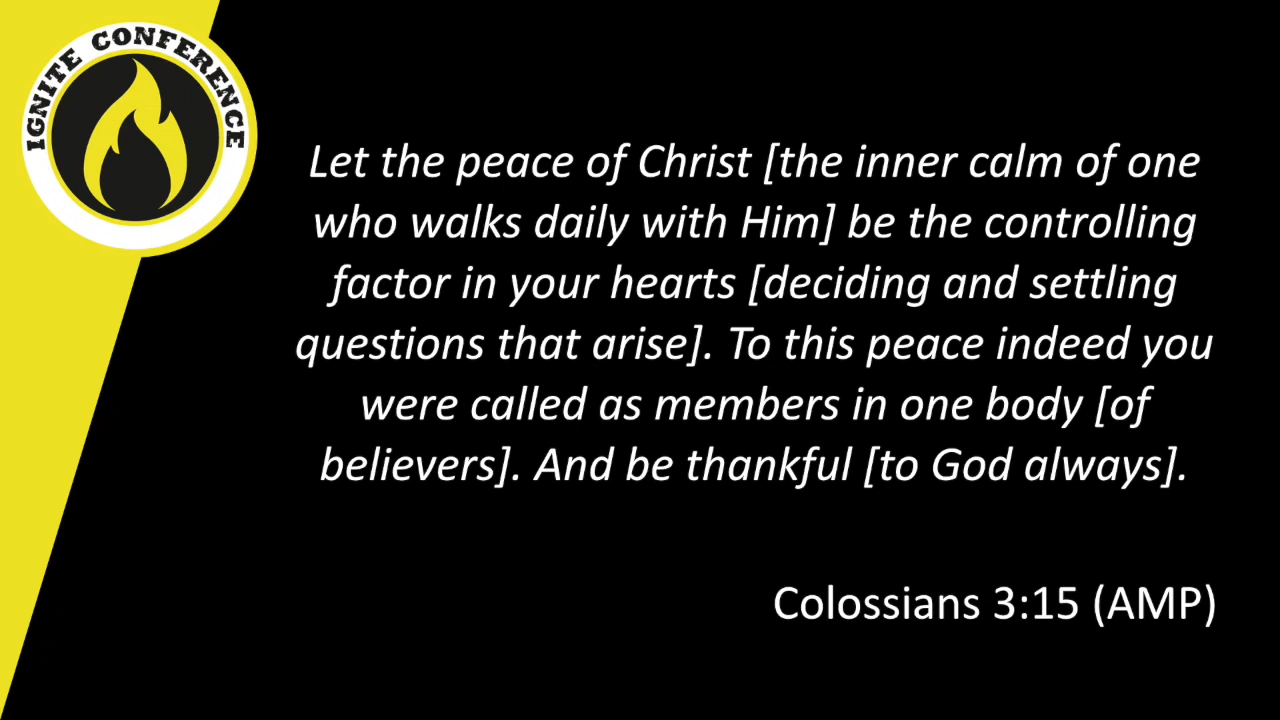 IGNITE CONFERENCE
Let the peace of Christ [the inner calm of one
who walks daily with Him] be the controlling
factor in your hearts [deciding and settling
questions that arise]. To this peace indeed you
were called as members in one body [of
believers]. And be thankful [to God always].
Colossians 3:15 (AMP)